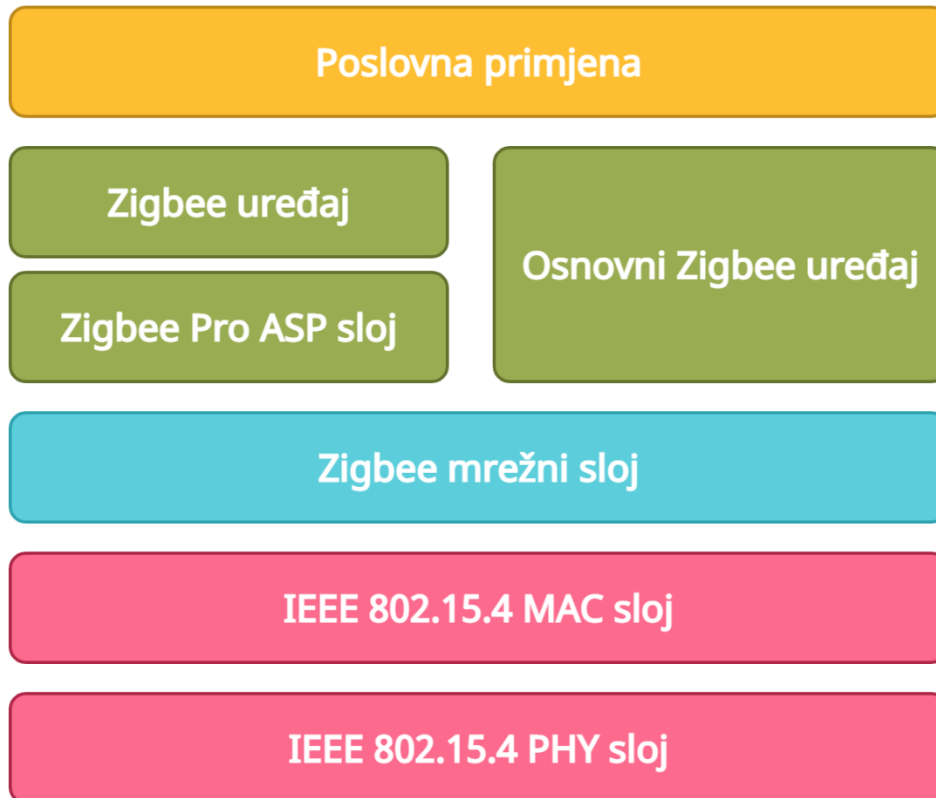 Poslovna primjena
Zigbee uređaj
Osnovni Zigbee uređaj
Zigbee Pro ASP sloj
Zigbee mrežni sloj
IEEE 802.15.4 MAC sloj
IEEE 802.15.4 PHY sloj